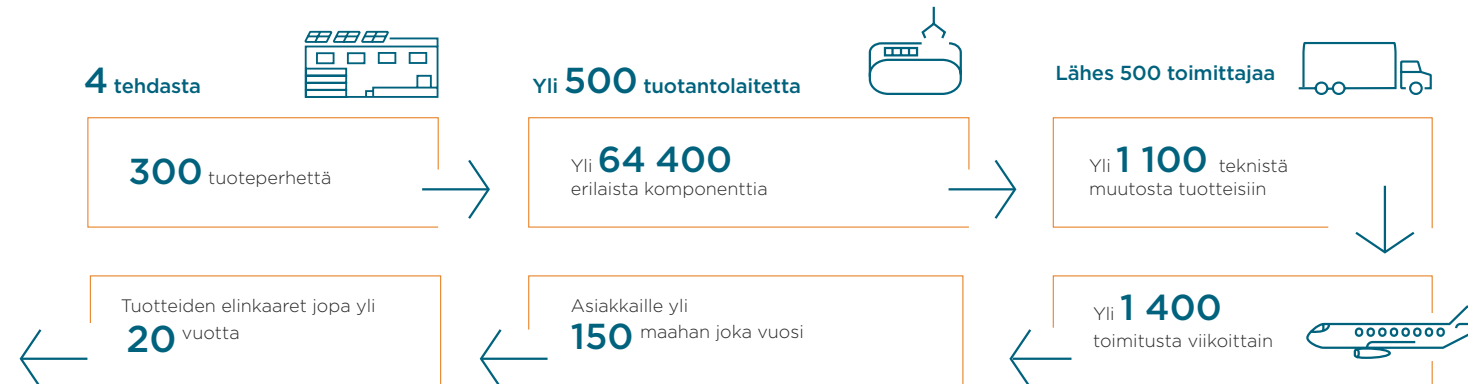 4 tehdasta
Yli 500 tuotantolaitetta
Lähes 500 toimittajaa
300 tuoteperhettä
Yli 64 400
erilaista komponenttia
Yli 1 100 teknistä
muutosta tuotteisiin
Yli 1 400
toimitusta viikoittain
Asiakkaille yli
150 maahan joka vuosi
Tuotteiden elinkaaret jopa yli
20 vuotta